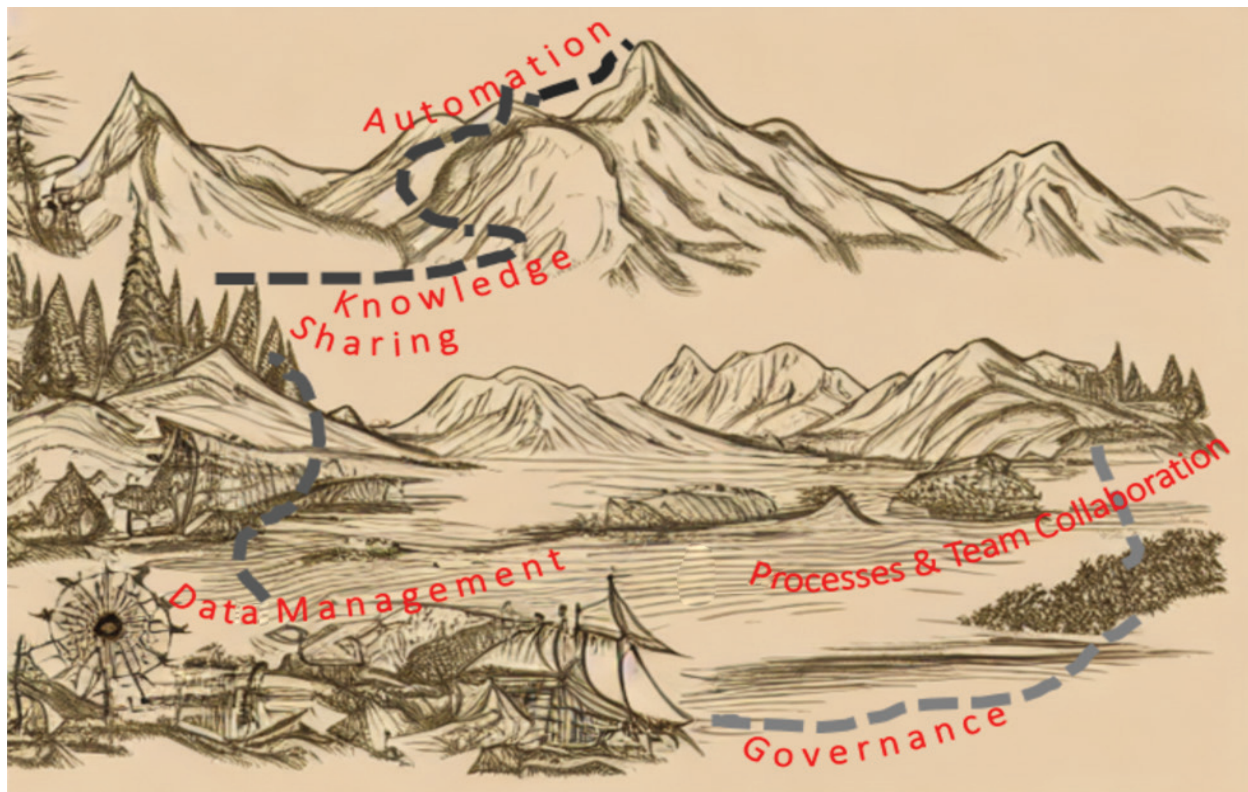 Automation
Knowledge
Sharing
Data Management
Processes & Team Collaboration
Governance